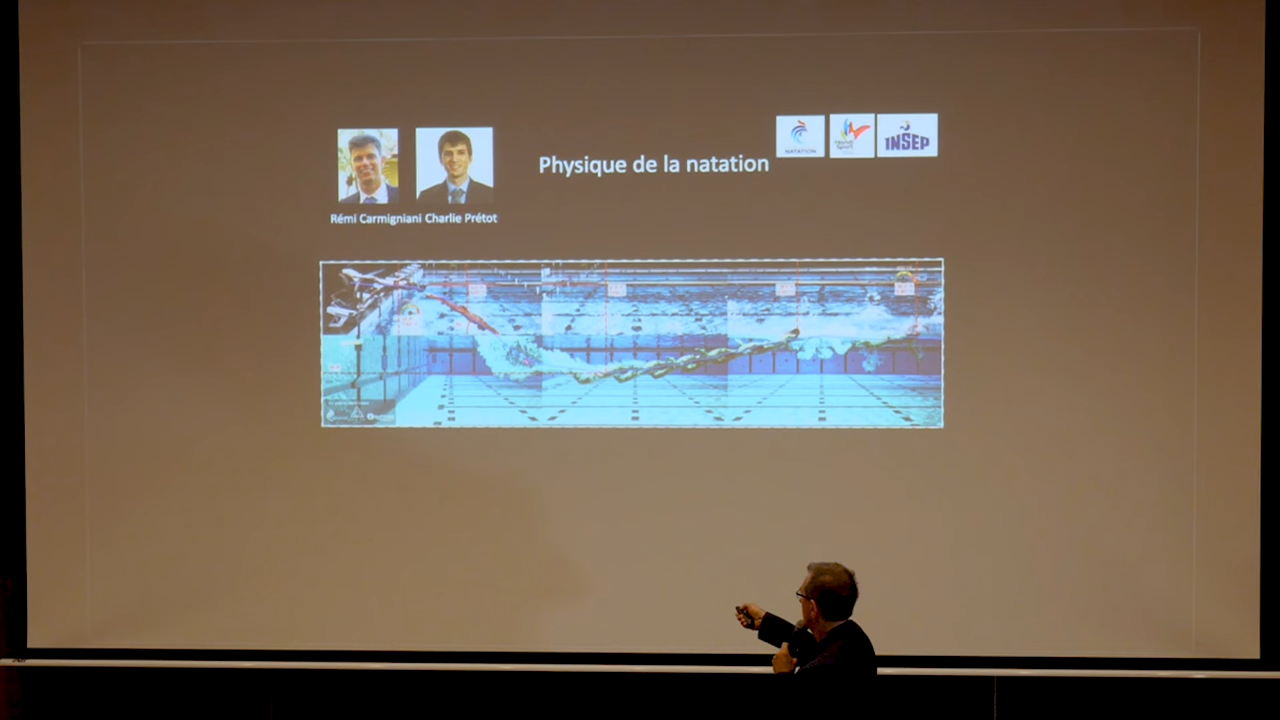 Physique de la natation
NATATION
INSEP
Rémi Carmigniani Charlie Prétot